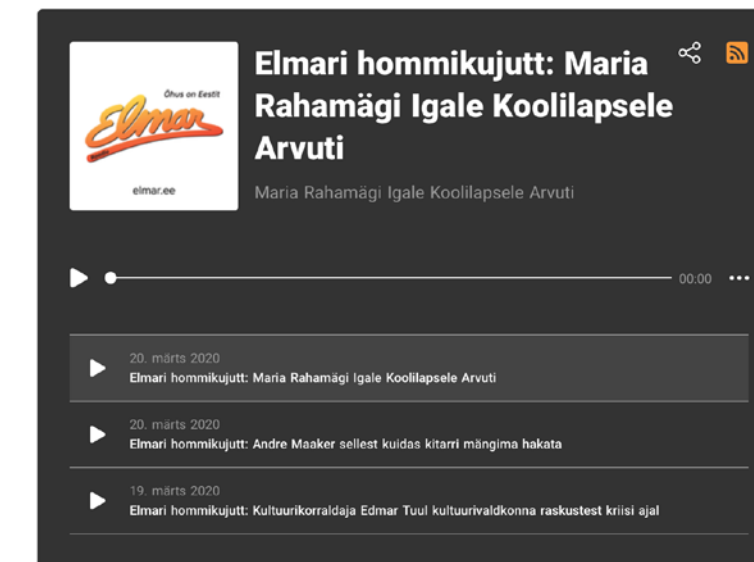 Õhus on Eestit
Elmar
Raadio
elmar.ee
Elmari hommikujutt: Maria
Rahamägi Igale Koolilapsele
Arvuti
Maria Rahamägi Igale Koolilapsele Arvuti
00:00
20. märts 2020
Elmari hommikujutt: Maria Rahamägi Igale Koolilapsele Arvuti
20. märts 2020
Elmari hommikujutt: Andre Maaker sellest kuidas kitarri mängima hakata
19. märts 2020
Elmari hommikujutt: Kultuurikorraldaja Edmar Tuul kultuurivaldkonna raskustest kriisi ajal